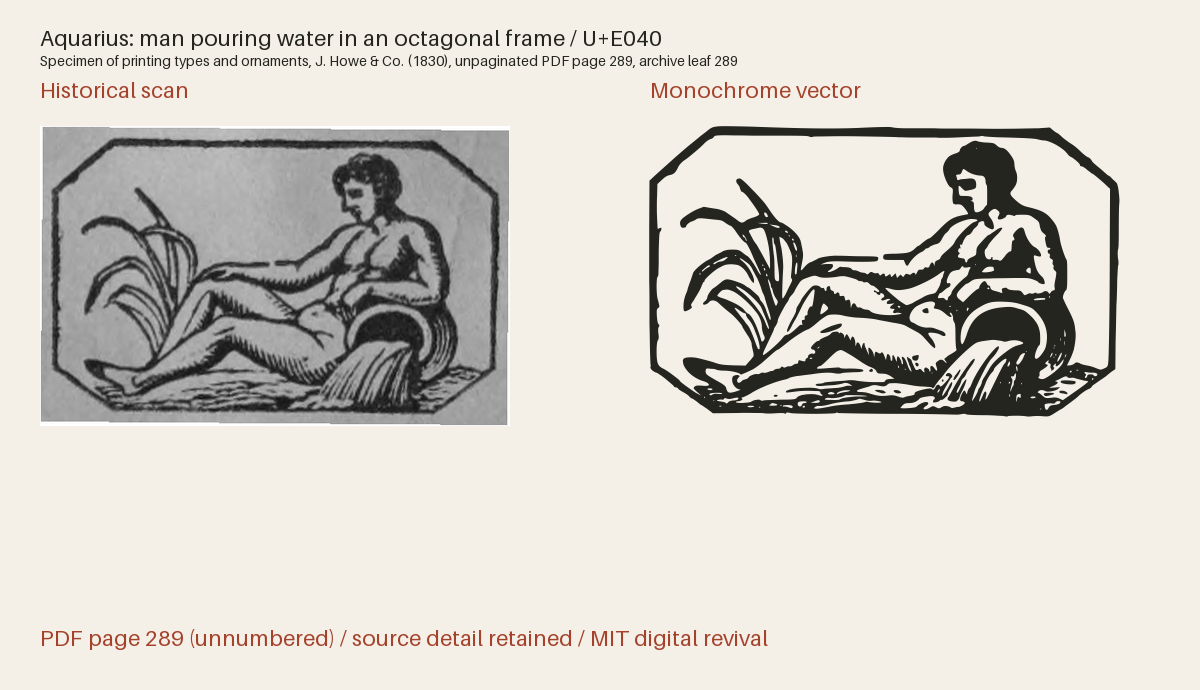 Aquarius: man pouring water in an octagonal frame / U+E040
Specimen of printing types and ornaments, J. Howe & Co. (1830), unpaginated PDF page 289, archive leaf 289
Historical scan
Monochrome vector
PDF page 289 (unnumbered) / source detail retained / MIT digital revival